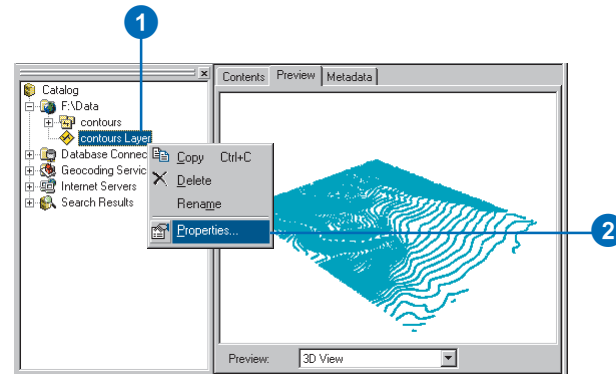 1
Contents Preview Metadata
Catalog
F:\Data
contours
contours Layer
Database Connec
Geocoding Servic
Internet Servers
Search Results
Copy Ctrl+C
Delete
Rename
Properties...
2
Preview: 3D View